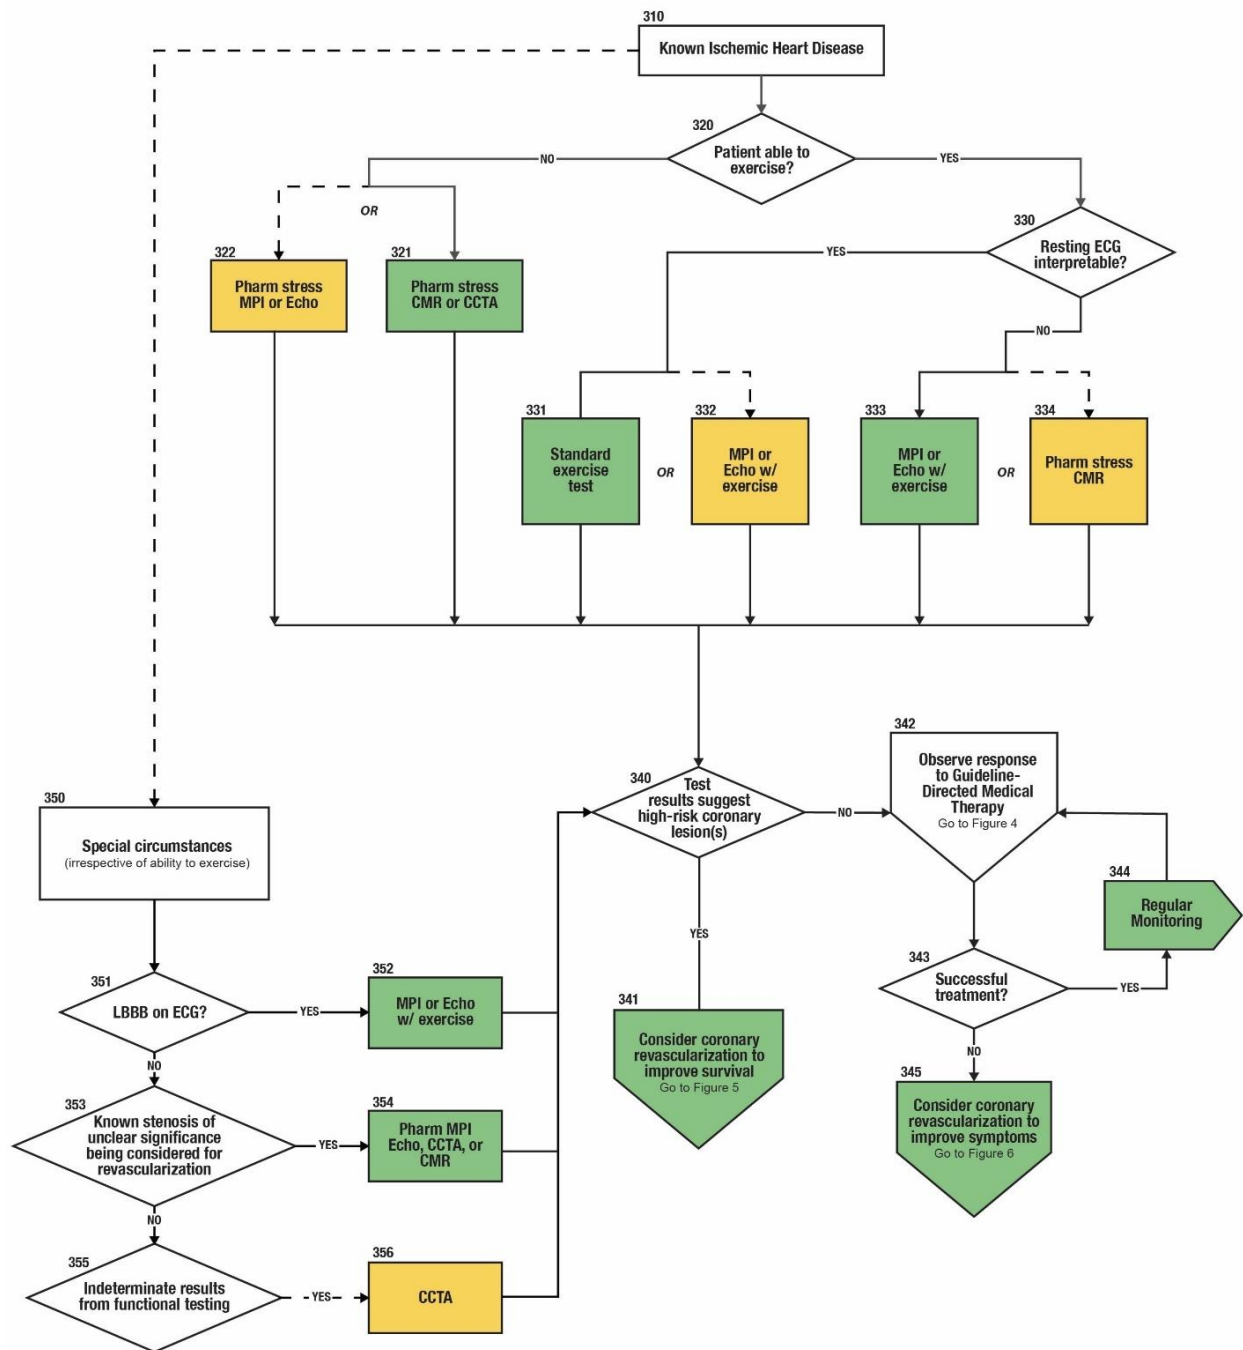 310
Known Ischemic Heart Disease
320
Patient able to
exercise?
NO
YES
OR
330
Resting ECG
interpretable?
YES
NO
322
Pharm stress
MPI or Echo
321
Pharm stress
CMR or CCTA
331
Standard
exercise
test
OR
332
MPI or
Echo w/
exercise
333
MPI or
Echo w/
exercise
OR
334
Pharm stress
CMR
340
Test
results suggest
high-risk coronary
lesion(s)
NO
YES
342
Observe response
to Guideline-
Directed Medical
Therapy
Go to Figure 4
344
Regular
Monitoring
343
Successful
treatment?
YES
NO
341
Consider coronary
revascularization to
improve survival
Go to Figure 5
345
Consider coronary
revascularization to
improve symptoms
Go to Figure 6
350
Special circumstances
(irrespective of ability to exercise)
351
LBBB on ECG?
YES
NO
352
MPI or Echo
w/ exercise
353
Known stenosis of
unclear significance
being considered for
revascularization
YES
NO
354
Pharm MPI
Echo, CCTA, or
CMR
355
Indeterminate results
from functional testing
YES
356
CCTA